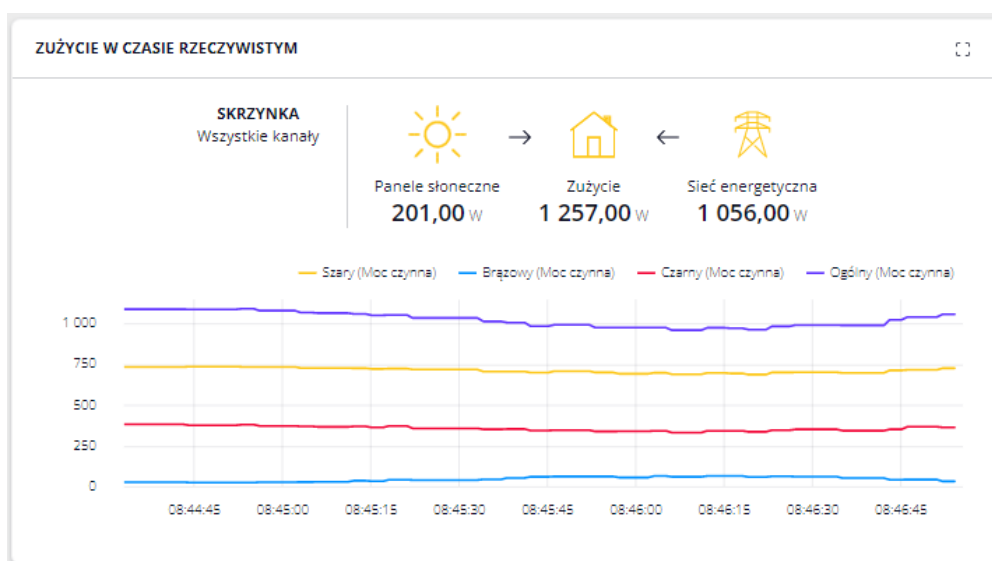 ZUŻYCIE W CZASIE RZECZYWISTYM
SKRZYNKA
Wszystkie kanały
Panele słoneczne
201,00 W
Zużycie
1 257,00 W
Sieć energetyczna
1 056,00 W
Szary (Moc czynna)
Brązowy (Moc czynna)
Czarny (Moc czynna)
Ogólny (Moc czynna)
1 000
750
500
250
0
08:44:45
08:45:00
08:45:15
08:45:30
08:45:45
08:46:00
08:46:15
08:46:30
08:46:45